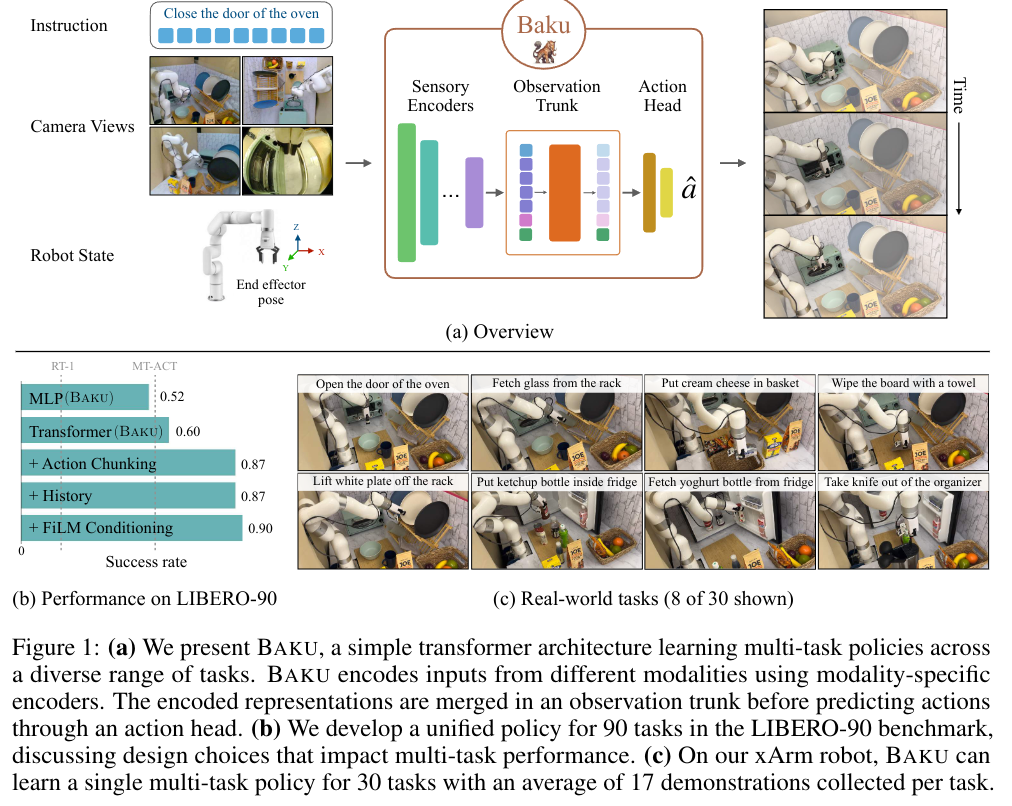 Instruction
Close the door of the oven
Camera Views
Robot State
Z
X
Y
End effector
pose
Baku
Sensory
Encoders
Observation
Trunk
Action
Head
...
â
Time
(a) Overview
RT-1
MT-ACT
MLP (BAKU)
0.52
Transformer (BAKU)
0.60
+ Action Chunking
0.87
+ History
0.87
+ FiLM Conditioning
0.90
0
Success rate
(b) Performance on LIBERO-90
Open the door of the oven
Fetch glass from the rack
Put cream cheese in basket
Wipe the board with a towel
Lift white plate off the rack
Put ketchup bottle inside fridge
Fetch yoghurt bottle from fridge
Take knife out of the organizer
JOE
(c) Real-world tasks (8 of 30 shown)
Figure 1: (a) We present BAKU, a simple transformer architecture learning multi-task policies across
a diverse range of tasks. BAKU encodes inputs from different modalities using modality-specific
encoders. The encoded representations are merged in an observation trunk before predicting actions
through an action head. (b) We develop a unified policy for 90 tasks in the LIBERO-90 benchmark,
discussing design choices that impact multi-task performance. (c) On our xArm robot, BAKU can
learn a single multi-task policy for 30 tasks with an average of 17 demonstrations collected per task.